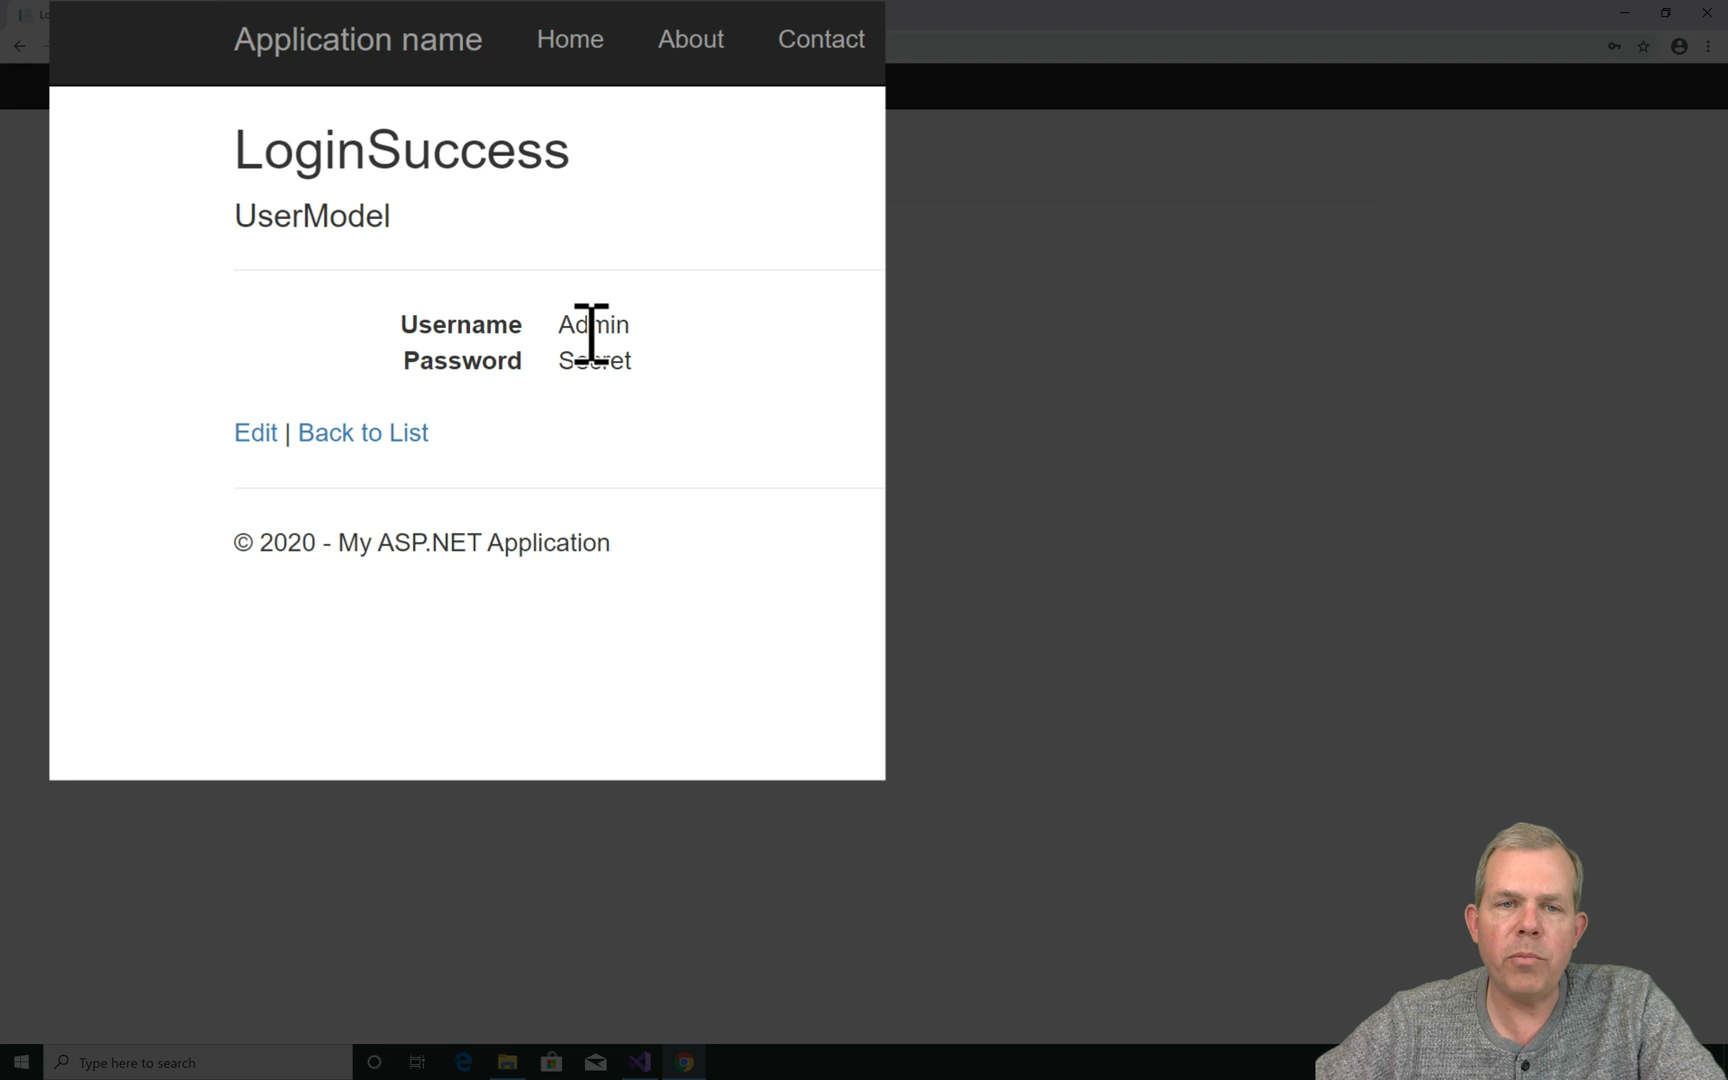 Lo
Application name Home About Contact
LoginSuccess
UserModel
Username Admin
Password Secret
Edit | Back to List
© 2020 - My ASP.NET Application
Type here to search